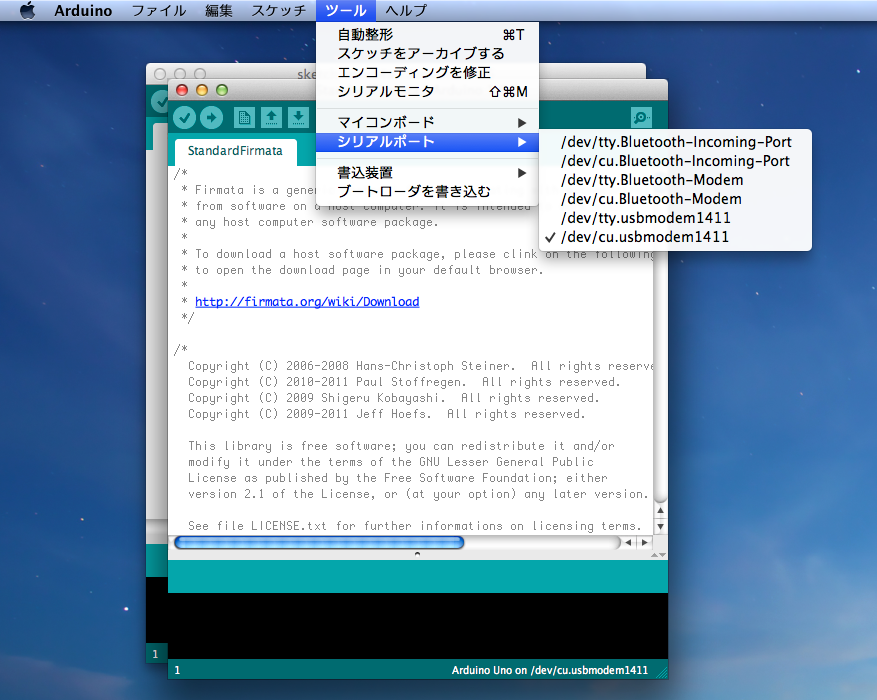 Arduino ファイル 編集 スケッチ ツール ヘルプ
自動整形 ⌘T
スケッチをアーカイブする
エンコーディングを修正
シリアルモニタ ⇧⌘M
マイコンボード ▶
シリアルポート ▶
書込装置 ▶
ブートローダを書き込む
/dev/tty.Bluetooth-Incoming-Port
/dev/cu.Bluetooth-Incoming-Port
/dev/tty.Bluetooth-Modem
/dev/cu.Bluetooth-Modem
/dev/tty.usbmodem1411
✓ /dev/cu.usbmodem1411
ske
StandardFirmata
/*
* Firmata is a gene
* from software on a host computer. It is intended
* any host computer software package.
*
* To download a host software package, please clink on the following
* to open the download page in your default browser.
*
* http://firmata.org/wiki/Download
*/
/*
Copyright (C) 2006-2008 Hans-Christoph Steiner.  All rights reserve
Copyright (C) 2010-2011 Paul Stoffregen.  All rights reserved.
Copyright (C) 2009 Shigeru Kobayashi.  All rights reserved.
Copyright (C) 2009-2011 Jeff Hoefs.  All rights reserved.
This library is free software; you can redistribute it and/or
modify it under the terms of the GNU Lesser General Public
License as published by the Free Software Foundation; either
version 2.1 of the License, or (at your option) any later version.
See file LICENSE.txt for further informations on licensing terms.
1
1 Arduino Uno on /dev/cu.usbmodem1411